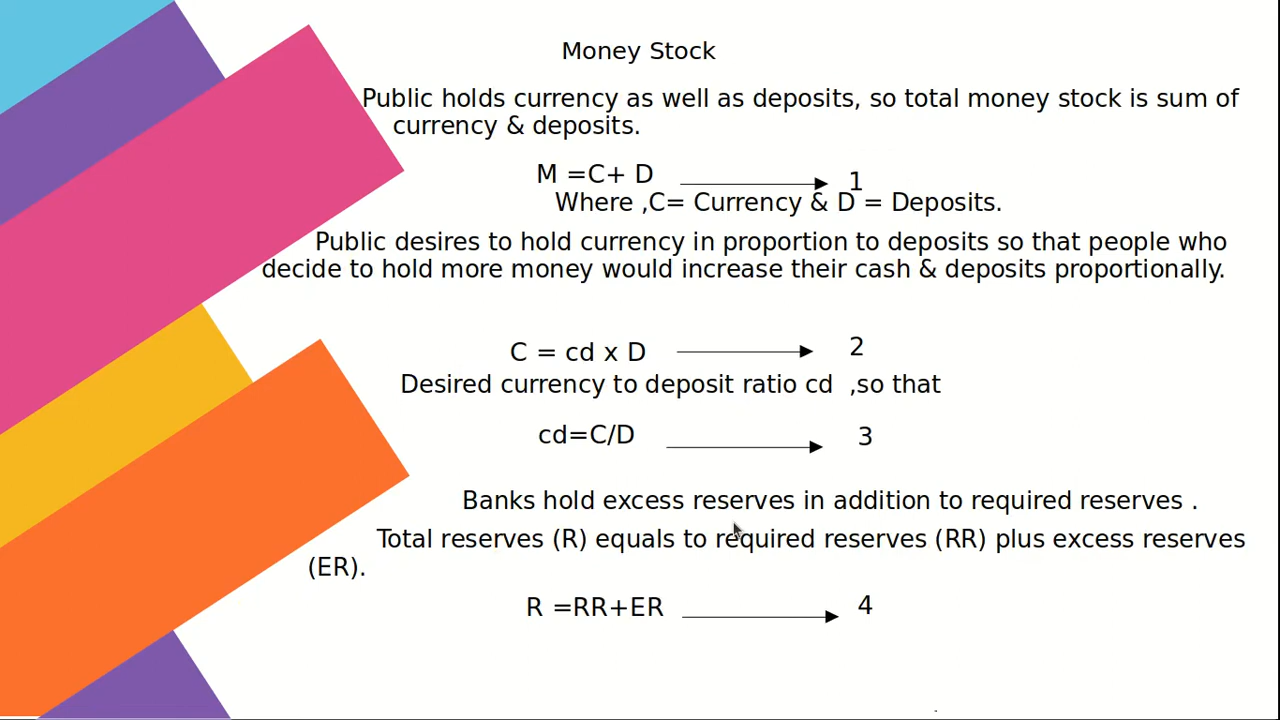 Money Stock
Public holds currency as well as deposits, so total money stock is sum of
currency & deposits.
M =C+ D 1
Where ,C= Currency & D = Deposits.
Public desires to hold currency in proportion to deposits so that people who
decide to hold more money would increase their cash & deposits proportionally.
C = cd x D 2
Desired currency to deposit ratio cd ,so that
cd=C/D 3
Banks hold excess reserves in addition to required reserves .
Total reserves (R) equals to required reserves (RR) plus excess reserves
(ER).
R =RR+ER 4